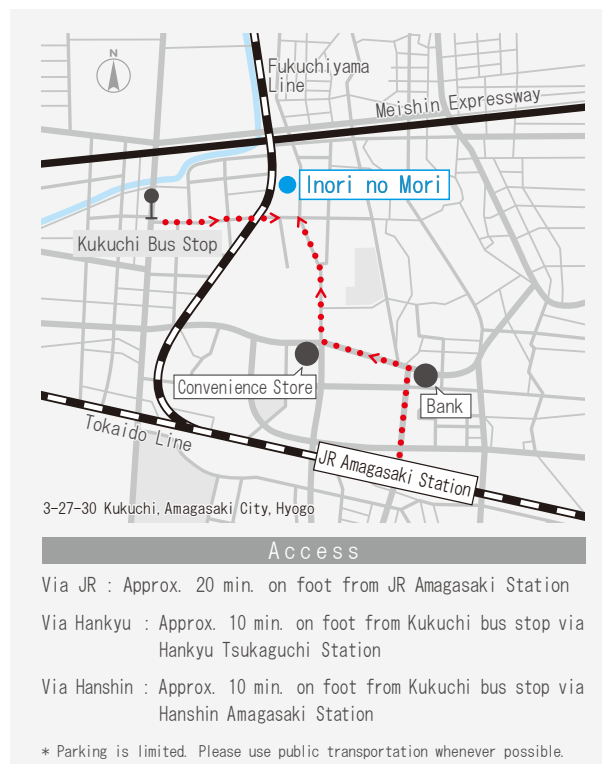 N
Fukuchiyama
Line
Meishin Expressway
Inori no Mori
Kukuchi Bus Stop
Convenience Store
Bank
Tokaido Line
JR Amagasaki Station
3-27-30 Kukuchi, Amagasaki City, Hyogo
Access
Via JR : Approx. 20 min. on foot from JR Amagasaki Station
Via Hankyu : Approx. 10 min. on foot from Kukuchi bus stop via
Hankyu Tsukaguchi Station
Via Hanshin : Approx. 10 min. on foot from Kukuchi bus stop via
Hanshin Amagasaki Station
* Parking is limited. Please use public transportation whenever possible.